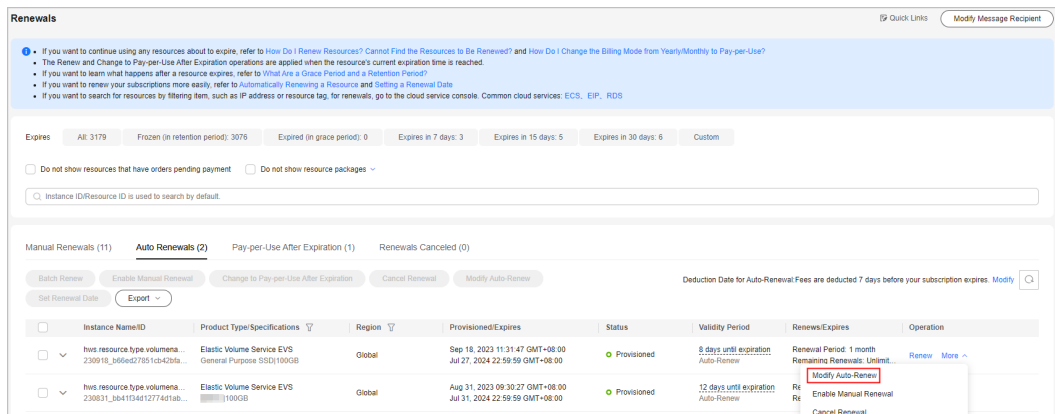 Renewals
Quick Links
Modify Message Recipient
If you want to continue using any resources about to expire, refer to How Do I Renew Resources? Cannot Find the Resources to Be Renewed? and How Do I Change the Billing Mode from Yearly/Monthly to Pay-per-Use?
The Renew and Change to Pay-per-Use After Expiration operations are applied when the resource's current expiration time is reached.
If you want to learn what happens after a resource expires, refer to What Are a Grace Period and a Retention Period?
If you want to renew your subscriptions more easily, refer to Automatically Renewing a Resource and Setting a Renewal Date
If you want to search for resources by filtering item, such as IP address or resource tag, for renewals, go to the cloud service console. Common cloud services: ECS, EIP, RDS
Expires All: 3179 Frozen (in retention period): 3076 Expired (in grace period): 0 Expires in 7 days: 3 Expires in 15 days: 5 Expires in 30 days: 6 Custom
Do not show resources that have orders pending payment Do not show resource packages
Instance ID/Resource ID is used to search by default.
Manual Renewals (11) Auto Renewals (2) Pay-per-Use After Expiration (1) Renewals Canceled (0)
Batch Renew Enable Manual Renewal Change to Pay-per-Use After Expiration Cancel Renewal Modify Auto-Renew Deduction Date for Auto-Renewal:Fees are deducted 7 days before your subscription expires. Modify
Set Renewal Date Export
Instance Name/ID Product Type/Specifications Region Provisioned/Expires Status Validity Period Renews/Expires Operation
hws.resource.type.volumena... Elastic Volume Service EVS Global Sep 18, 2023 11:31:47 GMT+08:00 Provisioned 8 days until expiration Renewal Period: 1 month Renew More
230918_b66ed27851cb42bfa... General Purpose SSD|100GB Jul 27, 2024 22:59:59 GMT+08:00 Auto-Renew Remaining Renewals: Unlimit...
Modify Auto-Renew
hws.resource.type.volumena... Elastic Volume Service EVS Global Aug 31, 2023 09:30:27 GMT+08:00 Provisioned 12 days until expiration Re
230831_bb41f34d12774d1ab... |100GB Jul 31, 2024 22:59:59 GMT+08:00 Auto-Renew Re
Enable Manual Renewal
Cancel Renewal